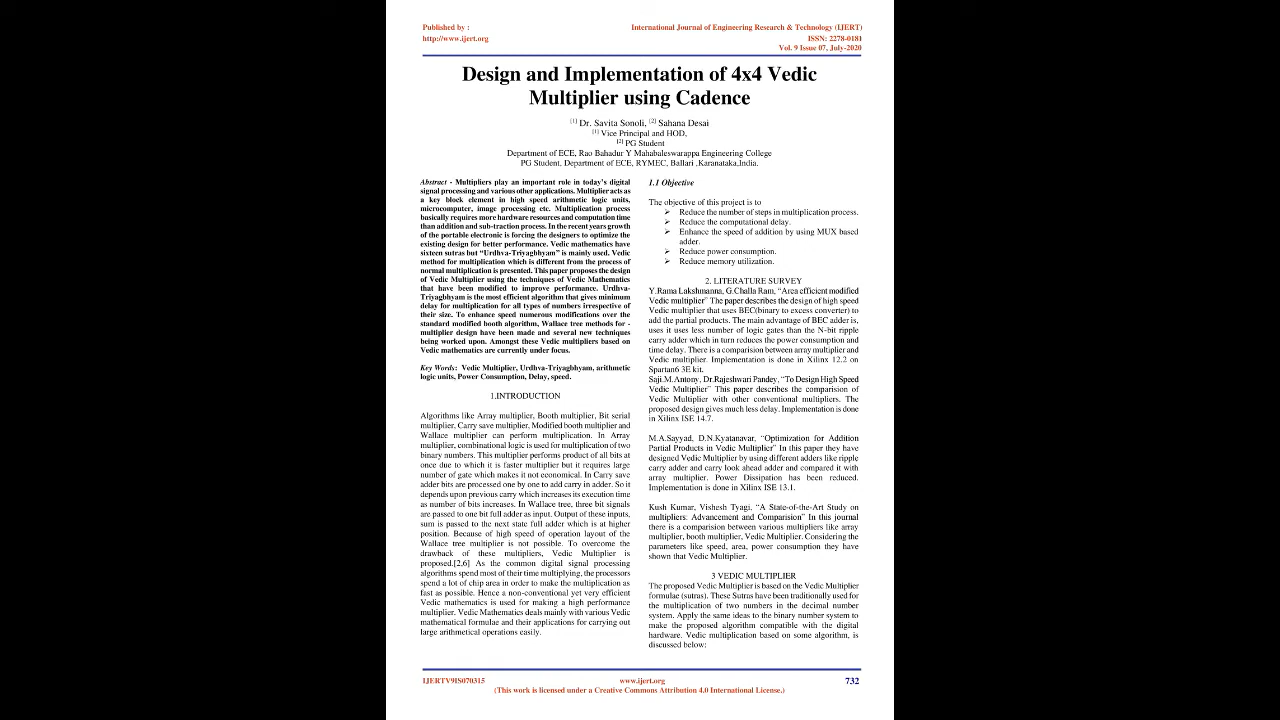 Published by :
http://www.ijert.org
International Journal of Engineering Research & Technology (IJERT)
ISSN: 2278-0181
Vol. 9 Issue 07, July-2020
Design and Implementation of 4x4 Vedic
Multiplier using Cadence
[1] Dr. Savita Sonoli, [2] Sahana Desai
[1] Vice Principal and HOD,
[2] PG Student
Department of ECE, Rao Bahadur Y Mahabaleswarappa Engineering College
PG Student, Department of ECE, RYMEC, Ballari ,Karanataka,India.
Abstract - Multipliers play an important role in today's digital
signal processing and various other applications. Multiplier acts as
a key block element in high speed arithmetic logic units,
microcomputer, image processing etc. Multiplication process
basically requires more hardware resources and computation time
than addition and sub-traction process. In the recent years growth
of the portable electronic is forcing the designers to optimize the
existing design for better performance. Vedic mathematics have
sixteen sutras but “Urdhva-Triyagbhyam” is mainly used. Vedic
method for multiplication which is different from the process of
normal multiplication is presented. This paper proposes the design
of Vedic Multiplier using the techniques of Vedic Mathematics
that have been modified to improve performance. Urdhva-
Triyagbhyam is the most efficient algorithm that gives minimum
delay for multiplication for all types of numbers irrespective of
their size. To enhance speed numerous modifications over the
standard modified booth algorithm, Wallace tree methods for -
multiplier design have been made and several new techniques
being worked upon. Amongst these Vedic multipliers based on
Vedic mathematics are currently under focus.
Key Words: Vedic Multiplier, Urdhva-Triyagbhyam, arithmetic
logic units, Power Consumption, Delay, speed.
1.INTRODUCTION
Algorithms like Array multiplier, Booth multiplier, Bit serial
multiplier, Carry save multiplier, Modified booth multiplier and
Wallace multiplier can perform multiplication. In Array
multiplier, combinational logic is used for multiplication of two
binary numbers. This multiplier performs product of all bits at
once due to which it is faster multiplier but it requires large
number of gate which makes it not economical. In Carry save
adder bits are processed one by one to add carry in adder. So it
depends upon previous carry which increases its execution time
as number of bits increases. In Wallace tree, three bit signals
are passed to one bit full adder as input. Output of these inputs,
sum is passed to the next state full adder which is at higher
position. Because of high speed of operation layout of the
Wallace tree multiplier is not possible. To overcome the
drawback of these multipliers, Vedic Multiplier is
proposed.[2,6] As the common digital signal processing
algorithms spend most of their time multiplying, the processors
spend a lot of chip area in order to make the multiplication as
fast as possible. Hence a non-conventional yet very efficient
Vedic mathematics is used for making a high performance
multiplier. Vedic Mathematics deals mainly with various Vedic
mathematical formulae and their applications for carrying out
large arithmetical operations easily.
1.1 Objective
The objective of this project is to
➢ Reduce the number of steps in multiplication process.
➢ Reduce the computational delay.
➢ Enhance the speed of addition by using MUX based
adder.
➢ Reduce power consumption.
➢ Reduce memory utilization.
2. LITERATURE SURVEY
Y.Rama Lakshmanna, G.Challa Ram, “Area efficient modified
Vedic multiplier” The paper describes the design of high speed
Vedic multiplier that uses BEC(binary to excess converter) to
add the partial products. The main advantage of BEC adder is,
uses it uses less number of logic gates than the N-bit ripple
carry adder which in turn reduces the power consumption and
time delay. There is a comparision between array multiplier and
Vedic multiplier. Implementation is done in Xilinx 12.2 on
Spartan6 3E kit.
Saji.M.Antony, Dr.Rajeshwari Pandey, “To Design High Speed
Vedic Multiplier” This paper describes the comparision of
Vedic Multiplier with other conventional multipliers. The
proposed design gives much less delay. Implementation is done
in Xilinx ISE 14.7.
M.A.Sayyad, D.N.Kyatanavar, “Optimization for Addition
Partial Products in Vedic Multiplier” In this paper they have
designed Vedic Multiplier by using different adders like ripple
carry adder and carry look ahead adder and compared it with
array multiplier. Power Dissipation has been reduced.
Implementation is done in Xilinx ISE 13.1.
Kush Kumar, Vishesh Tyagi, “A State-of-the-Art Study on
multipliers: Advancement and Comparision” In this journal
there is a comparision between various multipliers like array
multiplier, booth multiplier, Vedic Multiplier. Considering the
parameters like speed, area, power consumption they have
shown that Vedic Multiplier.
3 VEDIC MULTIPLIER
The proposed Vedic Multiplier is based on the Vedic Multiplier
formulae (sutras). These Sutras have been traditionally used for
the multiplication of two numbers in the decimal number
system. Apply the same ideas to the binary number system to
make the proposed algorithm compatible with the digital
hardware. Vedic multiplication based on some algorithm, is
discussed below:
IJERTV9IS070315
www.ijert.org
732
(This work is licensed under a Creative Commons Attribution 4.0 International License.)